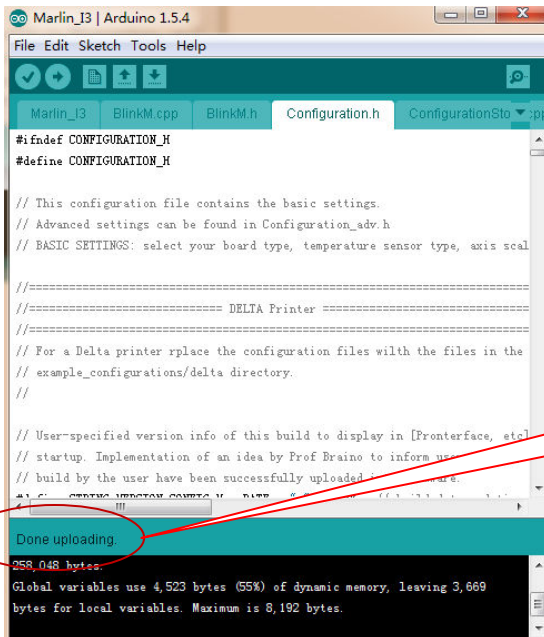 Marlin_I3 | Arduino 1.5.4
File Edit Sketch Tools Help
Marlin_I3 BlinkM.cpp BlinkM.h Configuration.h ConfigurationSto
#ifndef CONFIGURATION_H
#define CONFIGURATION_H
// This configuration file contains the basic settings.
// Advanced settings can be found in Configuration_adv.h
// BASIC SETTINGS: select your board type, temperature sensor type, axis scal
//===========================================================================
//============================= DELTA Printer ===============================
//===========================================================================
// For a Delta printer rplace the configuration files wilth the files in the
// example_configurations/delta directory.
//
// User-specified version info of this build to display in [Pronterface, etc]
// startup. Implementation of an idea by Prof Braino to inform
// build by the user have been successfully uploaded
Done uploading.
258,048 bytes.
Global variables use 4,523 bytes (55%) of dynamic memory, leaving 3,669
bytes for local variables. Maximum is 8,192 bytes.